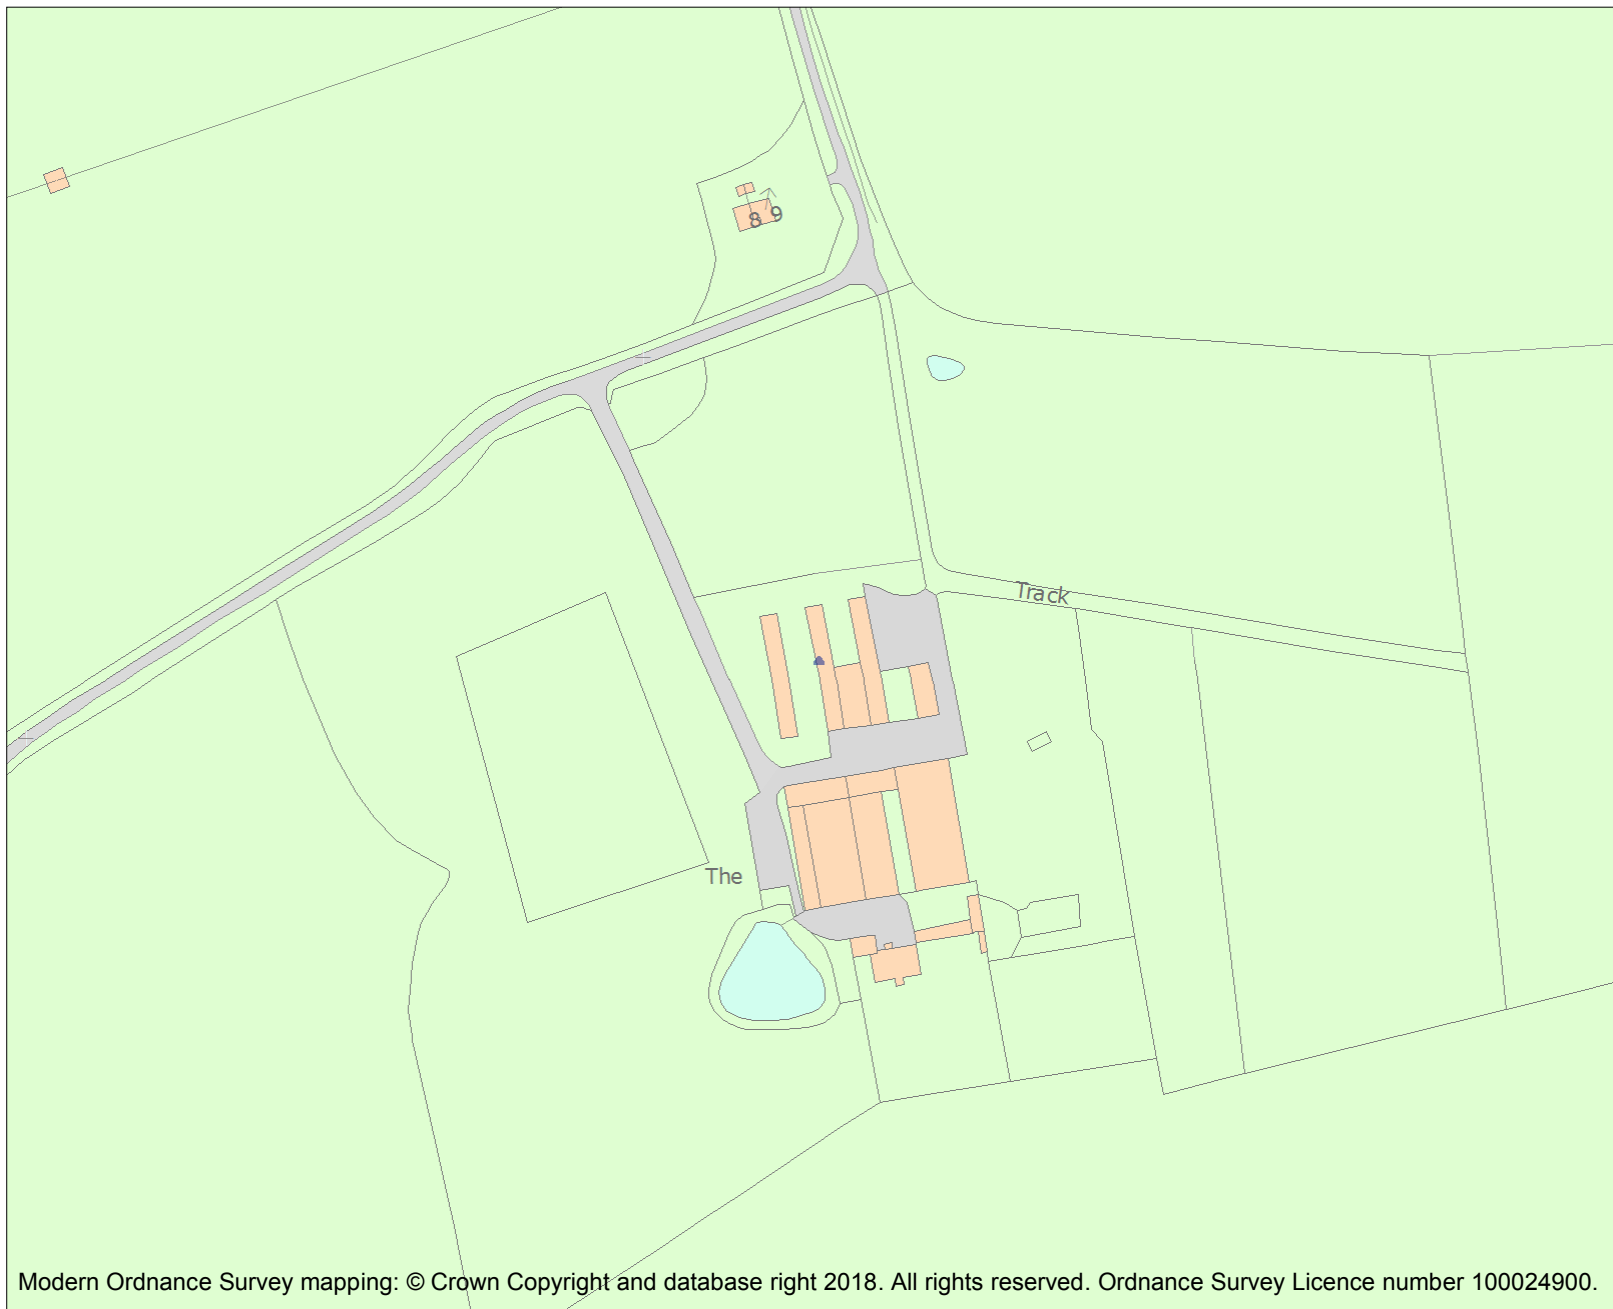 8 9
Track
The
Modern Ordnance Survey mapping: © Crown Copyright and database right 2018. All rights reserved. Ordnance Survey Licence number 100024900.